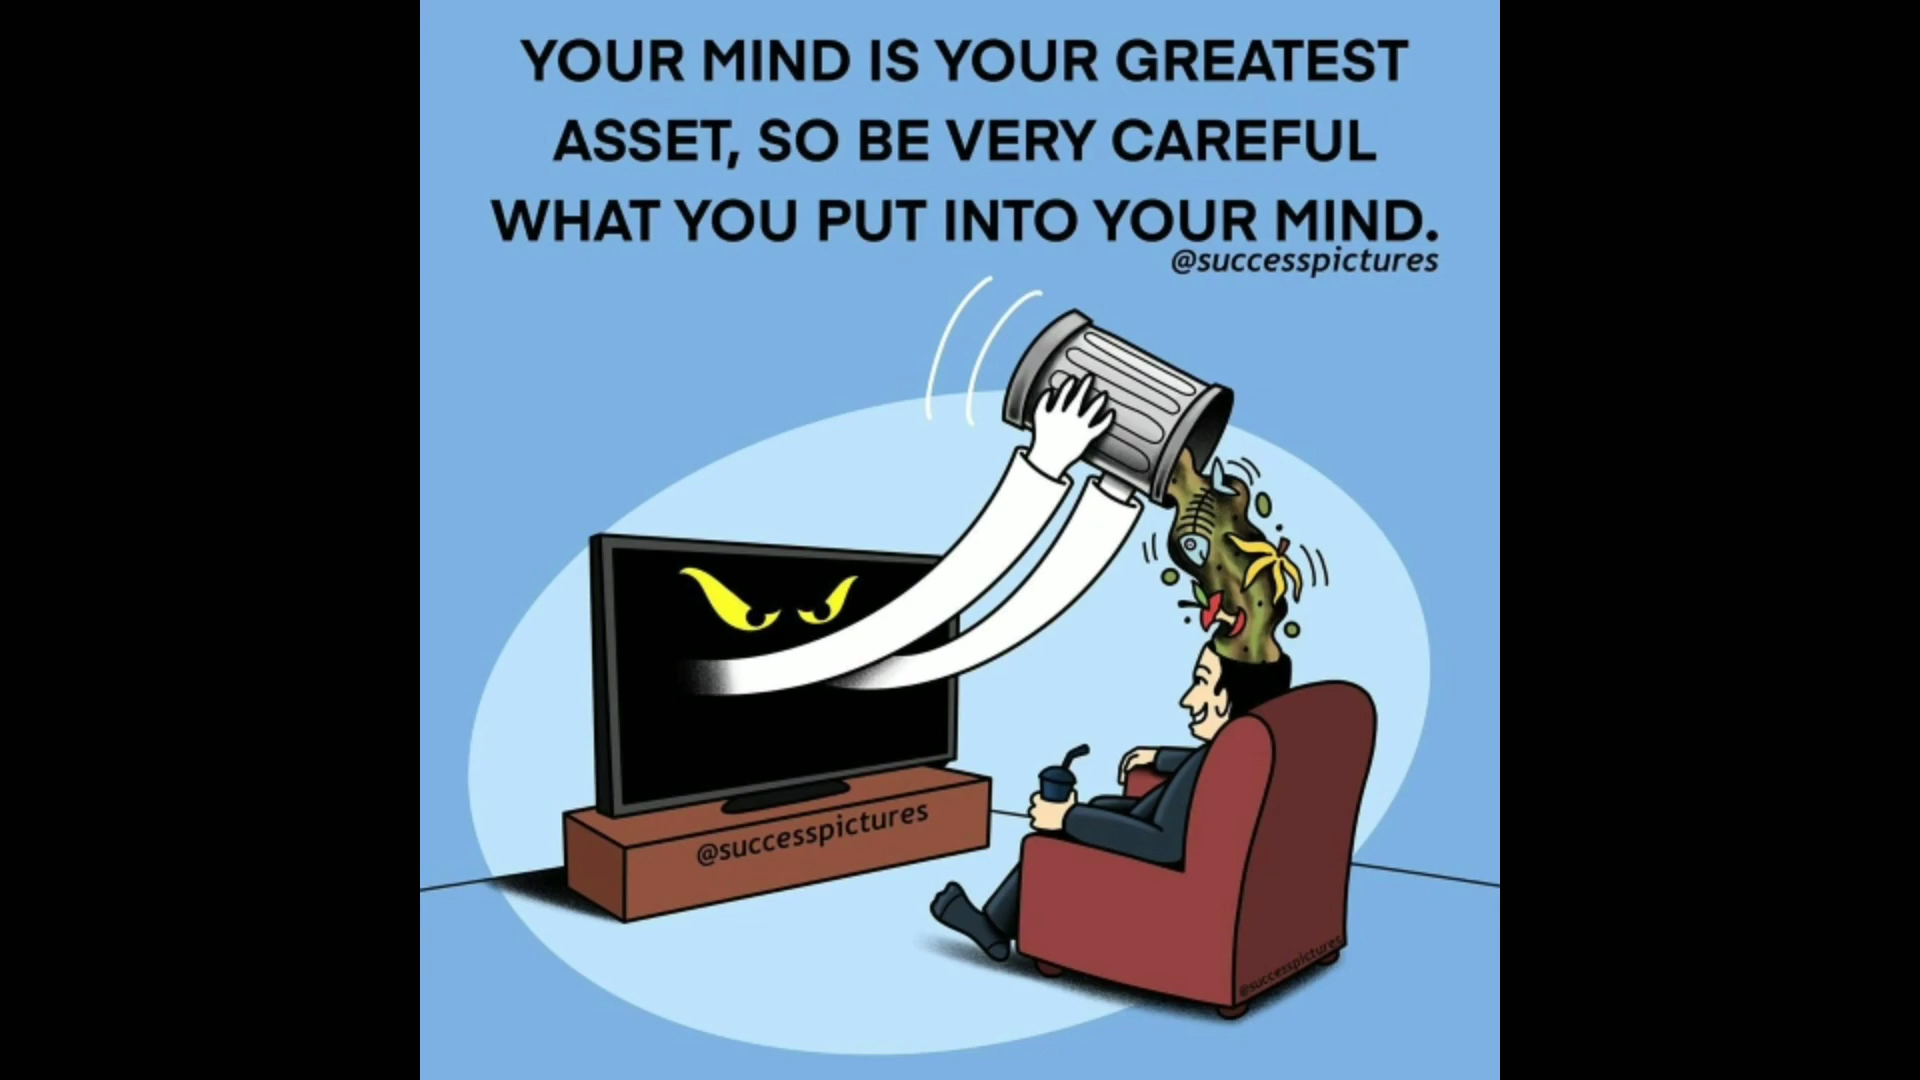 YOUR MIND IS YOUR GREATEST
ASSET, SO BE VERY CAREFUL
WHAT YOU PUT INTO YOUR MIND.
@successpictures
@successpictures
@successpictures